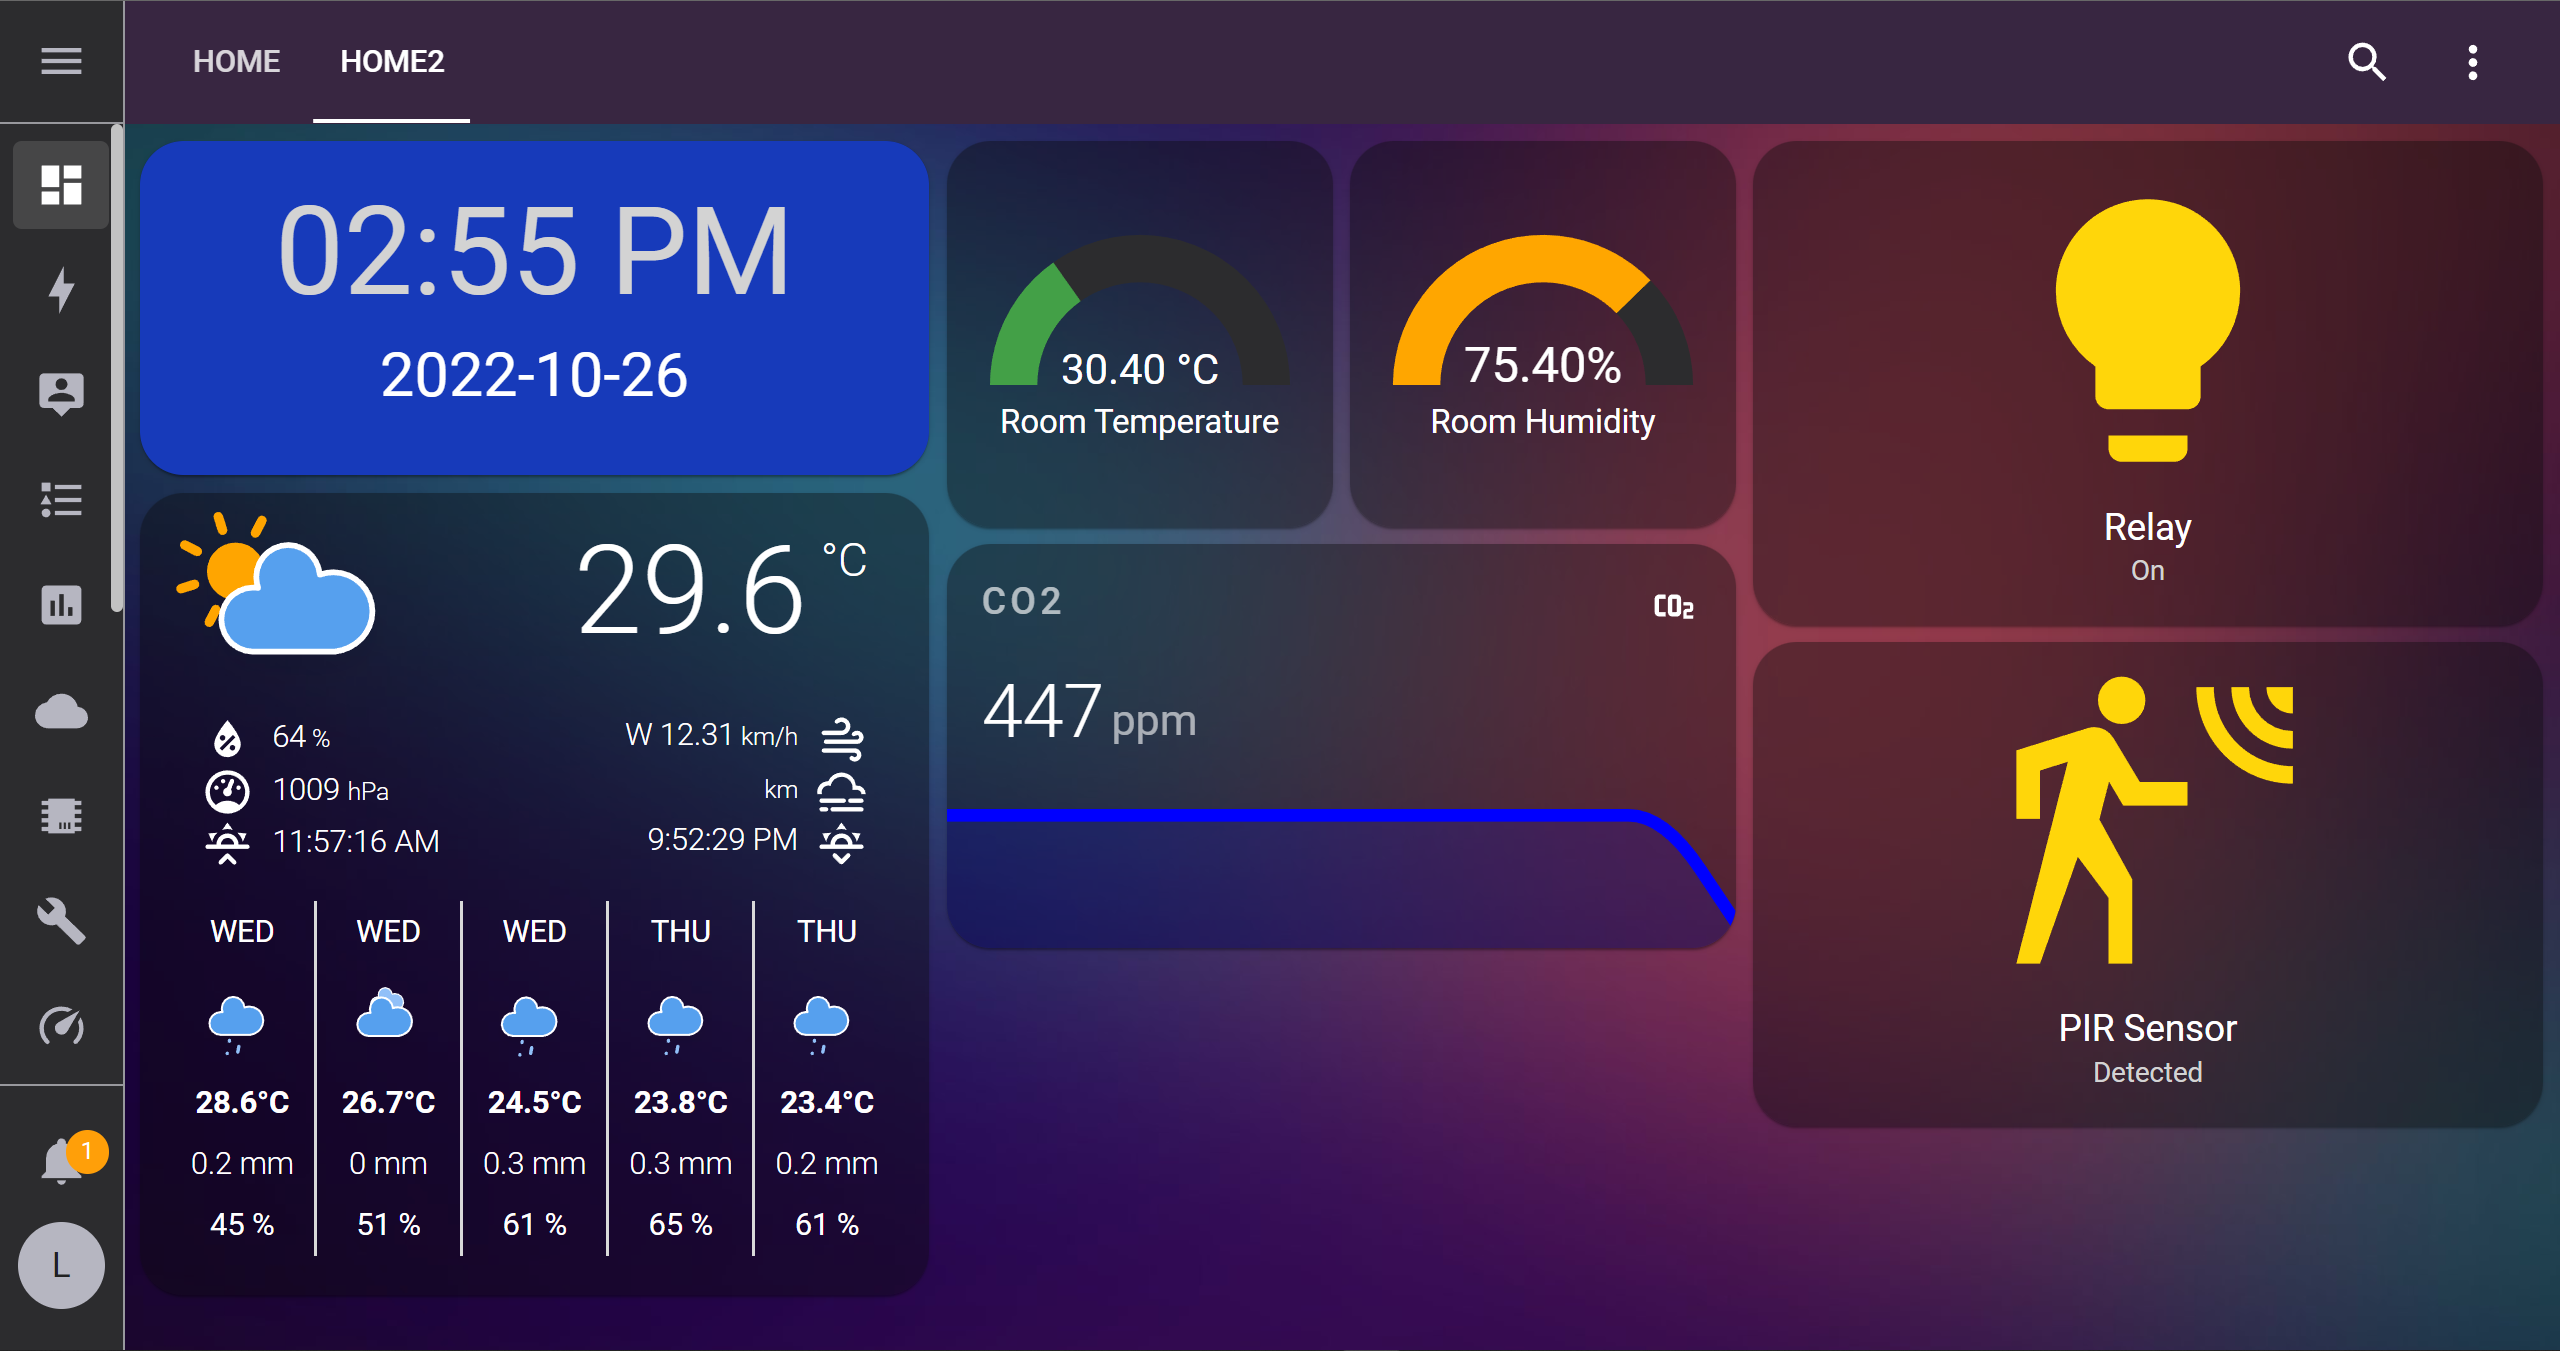 HOME HOME2
02:55 PM
2022-10-26
29.6 °C
64 % W 12.31 km/h
1009 hPa km
11:57:16 AM 9:52:29 PM
WED WED WED THU THU
28.6°C 26.7°C 24.5°C 23.8°C 23.4°C
0.2 mm 0 mm 0.3 mm 0.3 mm 0.2 mm
45 % 51 % 61 % 65 % 61 %
30.40 °C
Room Temperature
75.40%
Room Humidity
CO2 CO2
447 ppm
Relay
On
PIR Sensor
Detected
1
L